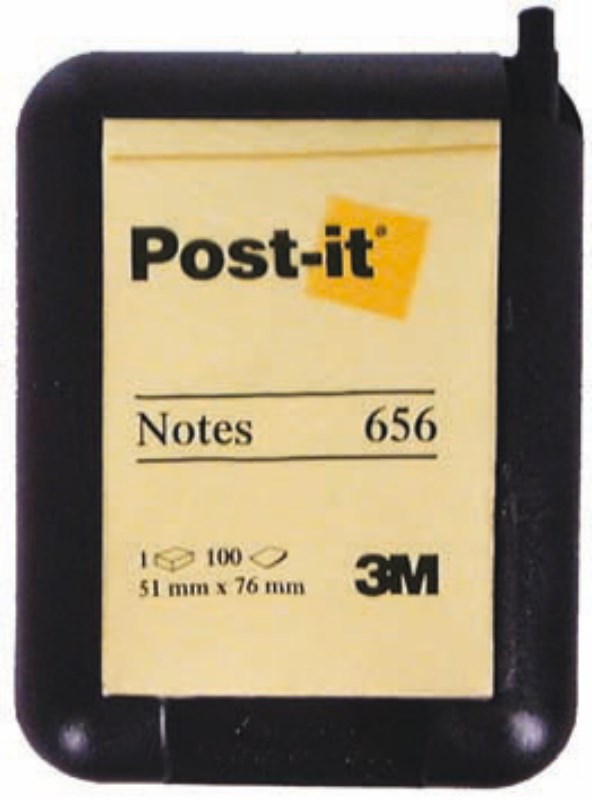 Post-it®
Notes 656
1 100
51 mm x 76 mm
3M